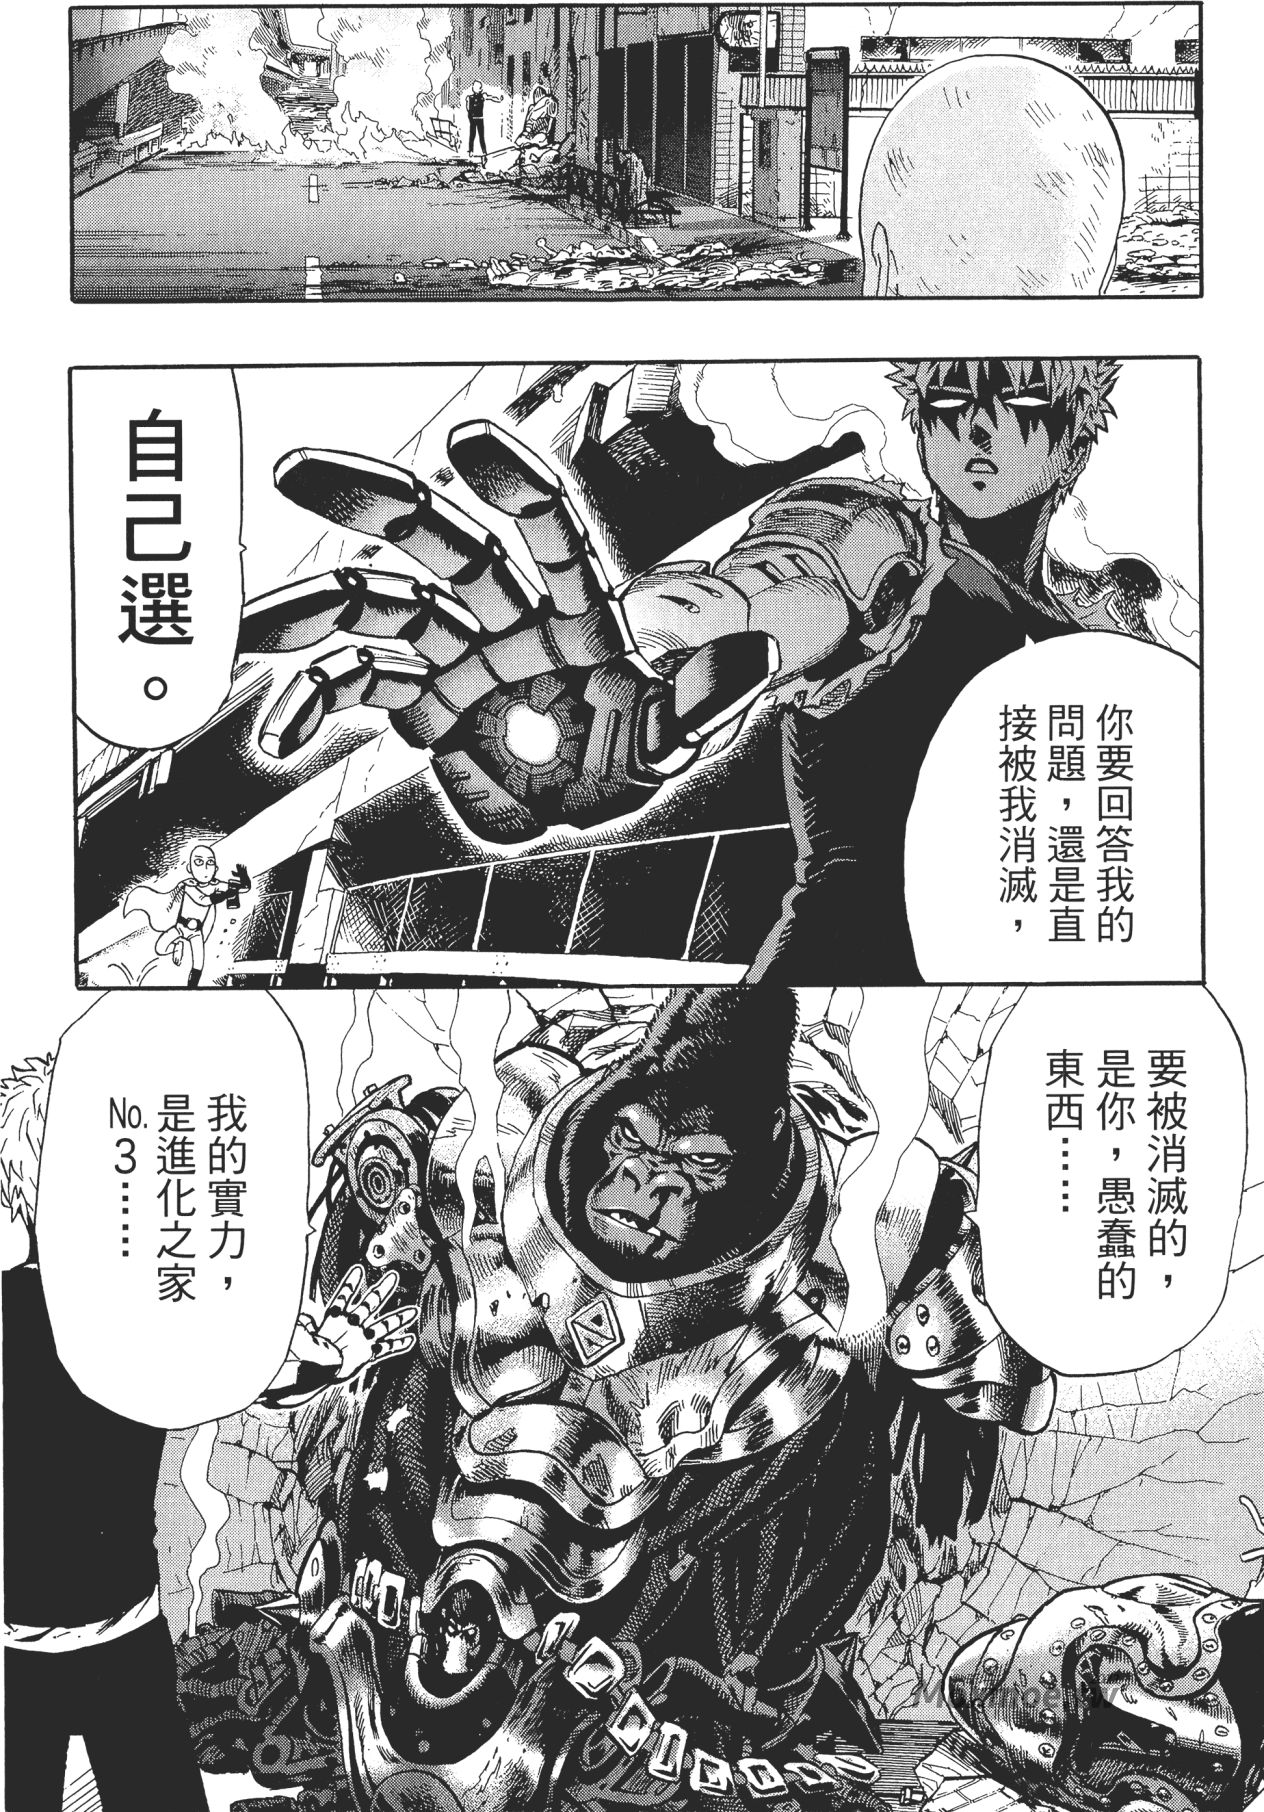 你要回答我的
問題，還是直
接被我消滅，
自己選。
要被消滅的，
是你，愚蠢的
東西……
我的實力，
是進化之家
No.3……